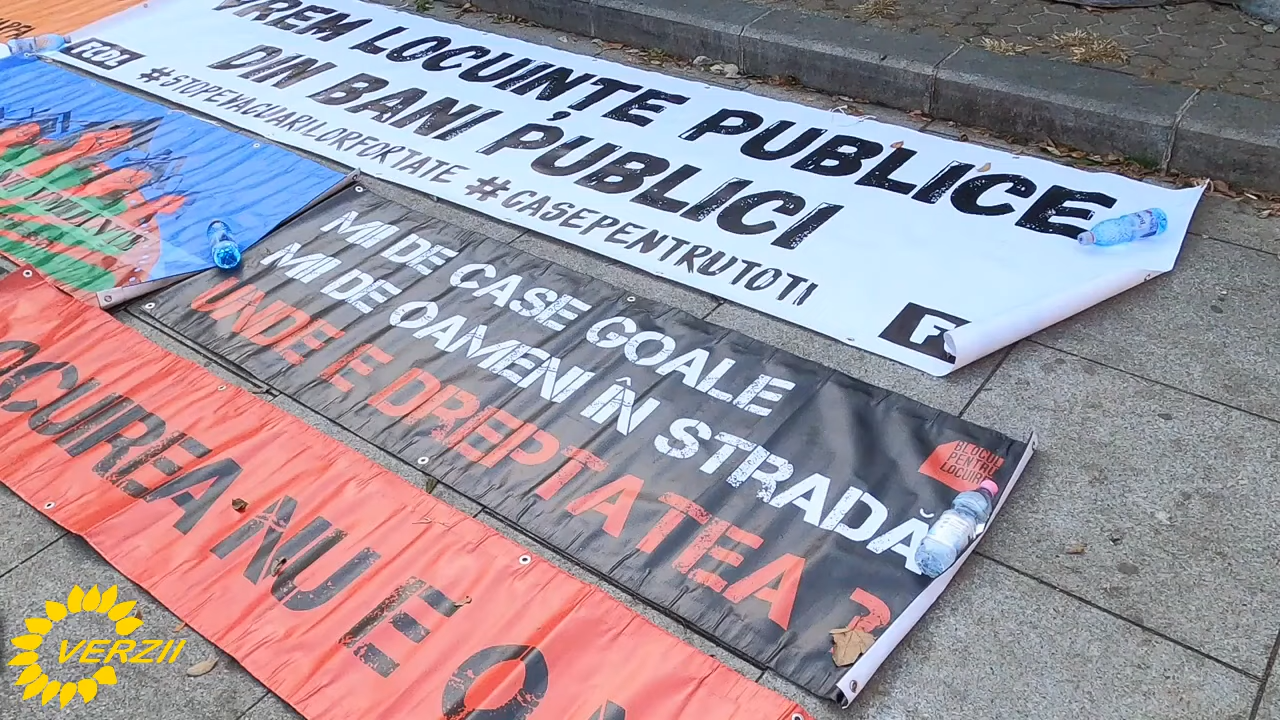 VREM LOCUINȚE PUBLICE
DIN BANI PUBLICI
#STOPEVACUARILORFORTATE #CASEPENTRUTOTI
FCDL
MII DE CASE GOALE
MII DE OAMENI ÎN STRADĂ
UNDE E DREPTATEA ?
BLOCUL
PENTRU
LOCUIRE
OCUIREA NU E O
VERZII